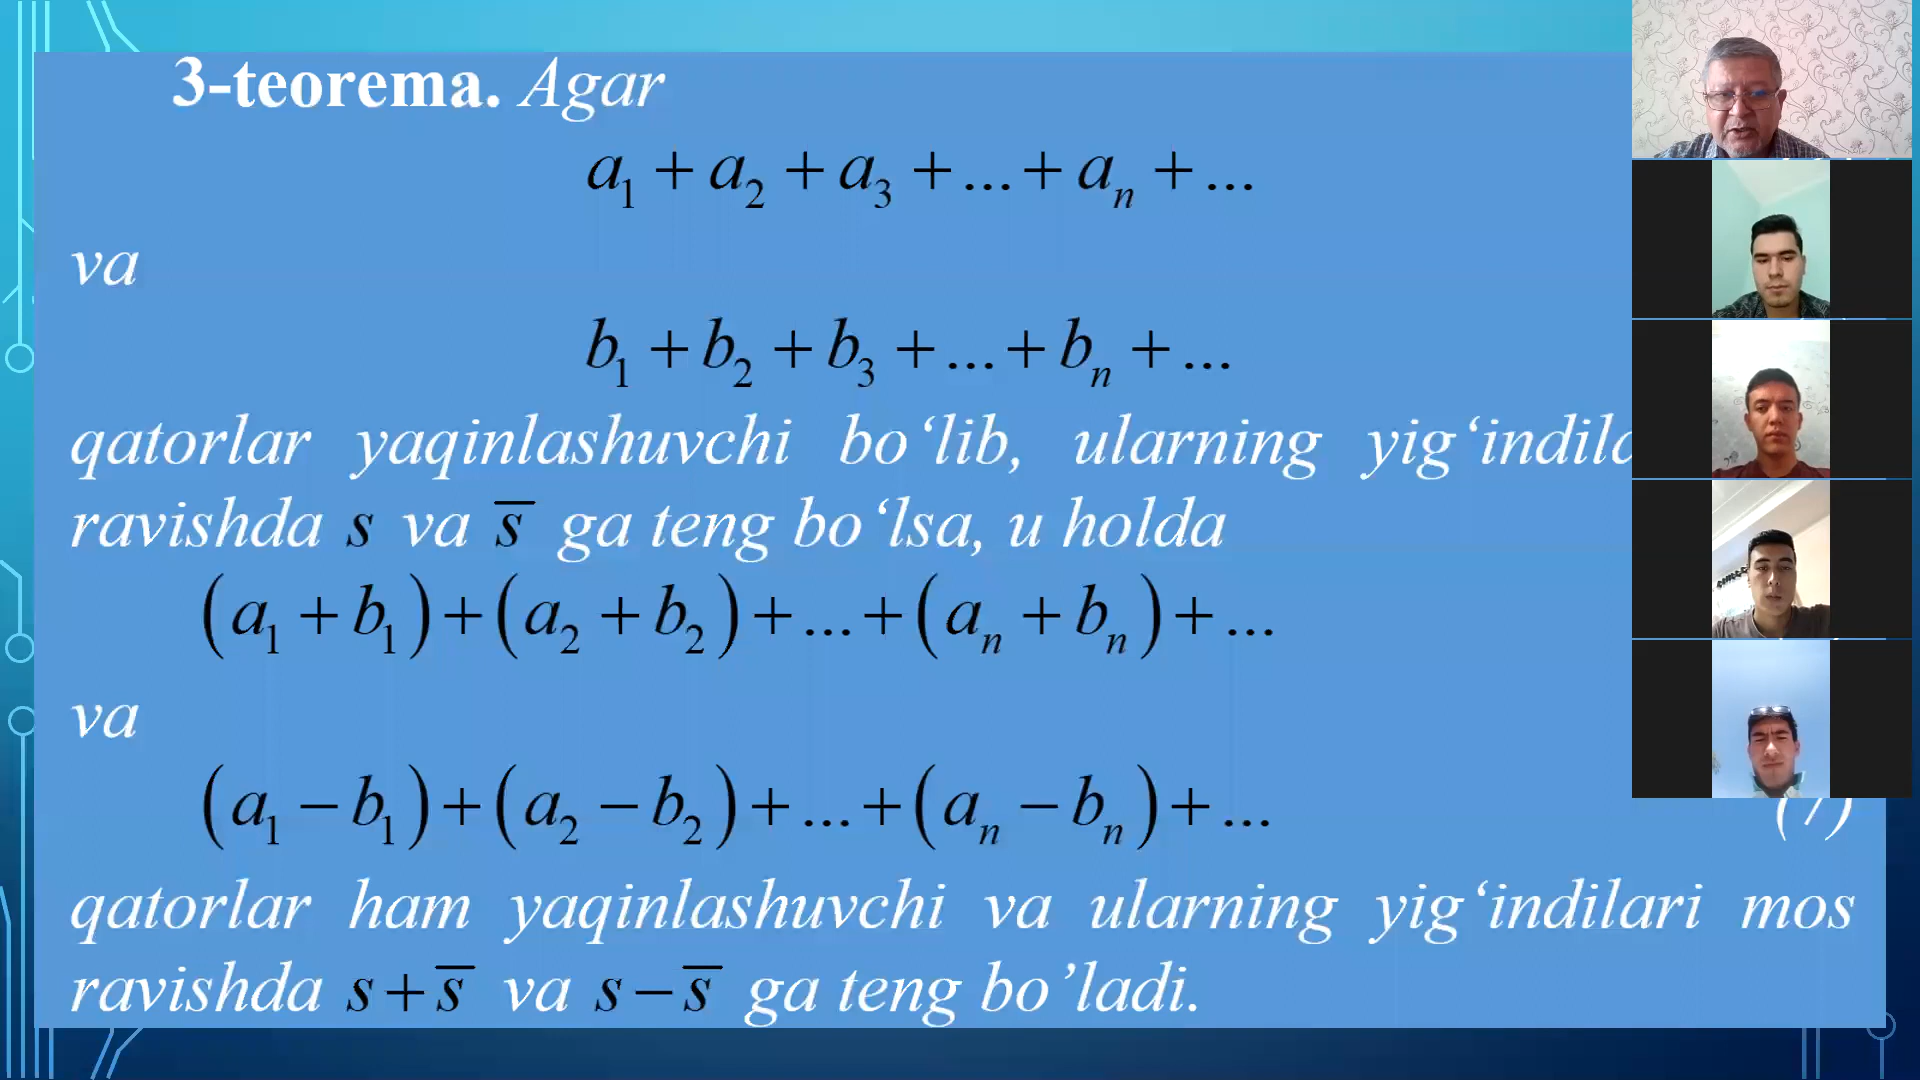 3-teorema. Agar
a₁ + a₂ + a₃ + ... + aₙ + ...
va
b₁ + b₂ + b₃ + ... + bₙ + ...
qatorlar yaqinlashuvchi bo‘lib, ularning
ravishda s va s̅ ga teng bo‘lsa, u holda
(a₁ + b₁) + (a₂ + b₂) + ... + (aₙ + bₙ) + ...
va
(a₁ − b₁) + (a₂ − b₂) + ... + (aₙ − bₙ) + ...
qatorlar ham yaqinlashuvchi va ularning yig‘indilari mos
ravishda s + s̅ va s − s̅ ga teng bo’ladi.